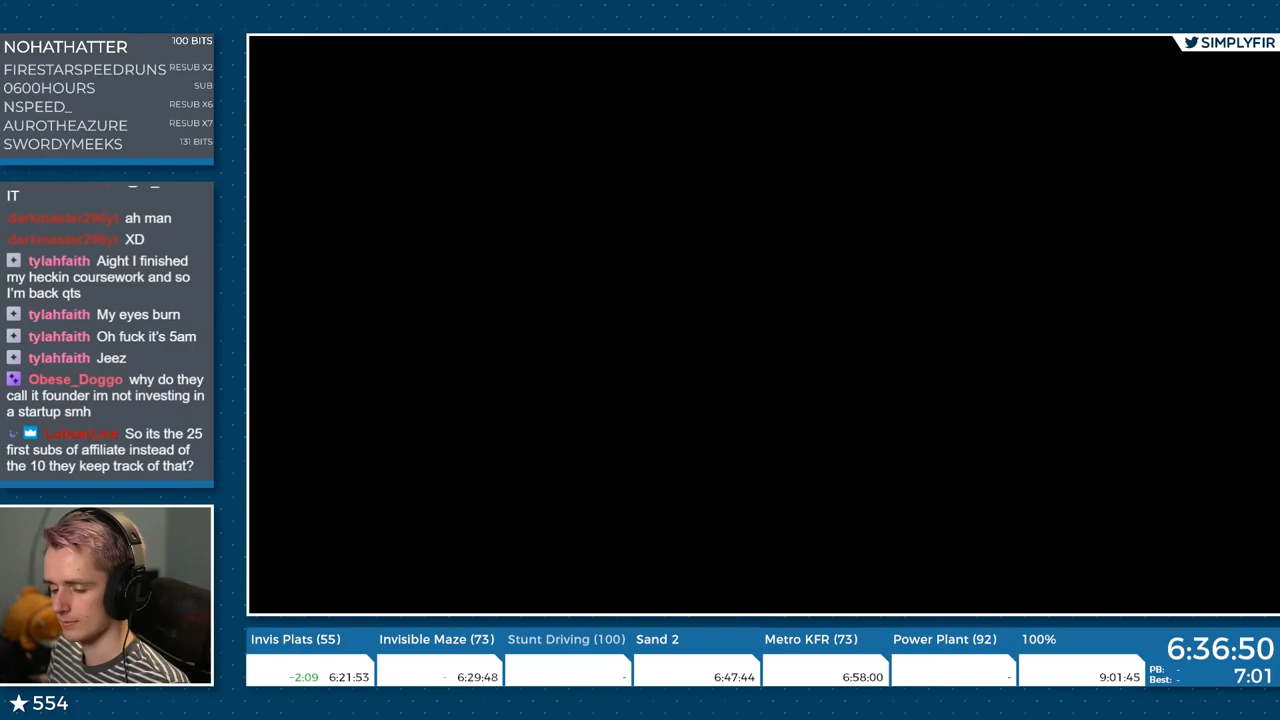 NOHATHATTER 100 BITS
FIRESTARSPEEDRUNS RESUB X2
0600HOURS SUB
NSPEED_ RESUB X6
AUROTHEAZURE RESUB X7
SWORDYMEEKS 131 BITS
SIMPLYFIR
IT
darkmaster296yt ah man
darkmaster296yt XD
tylahfaith Aight I finished
my heckin coursework and so
I'm back qts
tylahfaith My eyes burn
tylahfaith Oh fuck it's 5am
tylahfaith Jeez
Obese_Doggo why do they
call it founder im not investing in
a startup smh
So its the 25
first subs of affiliate instead of
the 10 they keep track of that?
Invis Plats (55) Invisible Maze (73) Stunt Driving (100) Sand 2 Metro KFR (73) Power Plant (92) 100%
-2:09 6:21:53 - 6:29:48 - 6:47:44 6:58:00 - 9:01:45
6:36:50
PB: -
Best: - 7:01
554